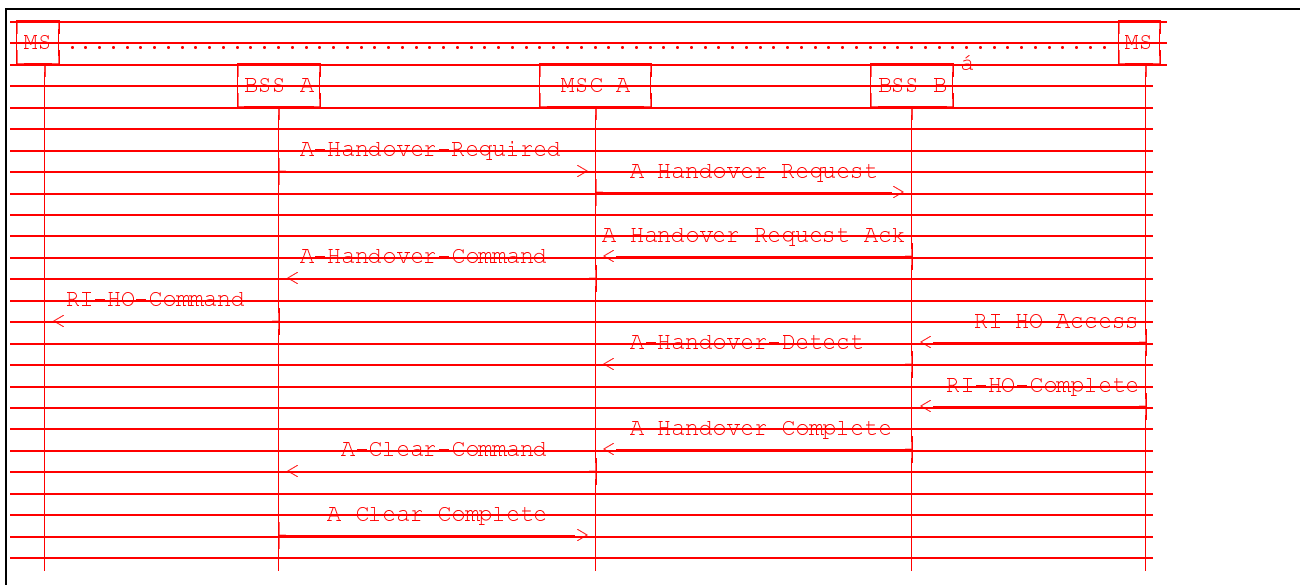 MS MS
á
BSS A MSC A BSS B
A-Handover-Required
A Handover Request
A Handover Request Ack
A-Handover-Command
RI-HO-Command
RI HO Access
A-Handover-Detect
RI-HO-Complete
A Handover Complete
A-Clear-Command
A Clear Complete